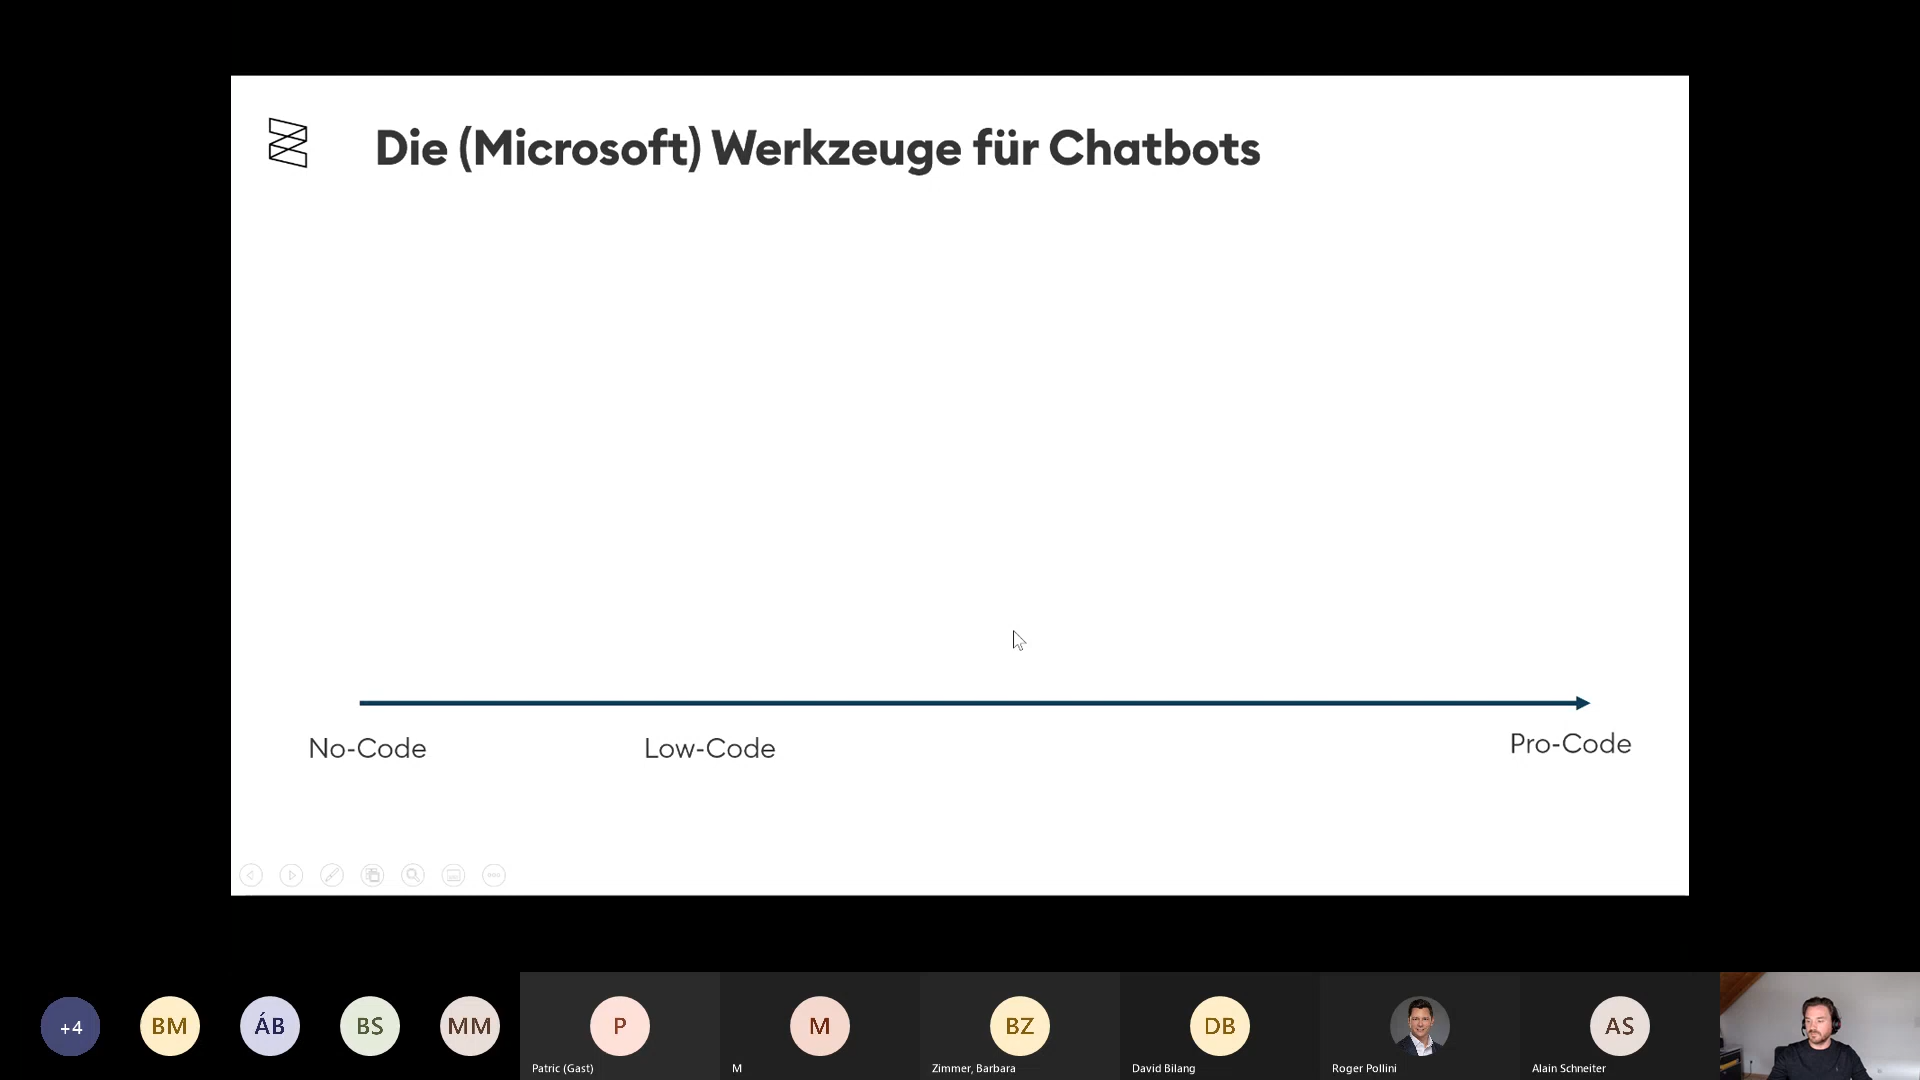 Die (Microsoft) Werkzeuge für Chatbots
No-Code
Low-Code
Pro-Code
+4
BM
ÁB
BS
MM
P
M
BZ
DB
AS
Patric (Gast)
M
Zimmer, Barbara
David Bilang
Roger Pollini
Alain Schneiter